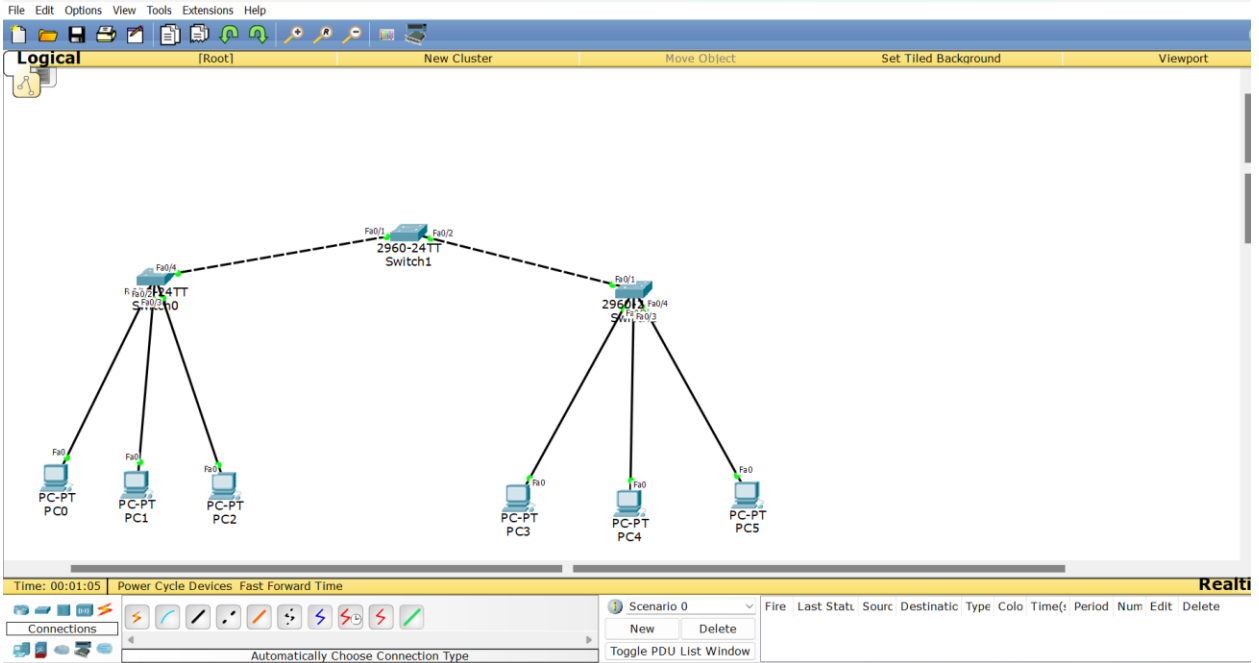 File Edit Options View Tools Extensions Help
Logical [Root] New Cluster Move Object Set Tiled Background Viewport
Fa0/1 Fa0/2
2960-24TT
Switch1
Fa0/4
Fa0/1
Fa0/2
Fa0/3
Fa0/4
Fa0/3
Fa0 Fa0 Fa0 Fa0 Fa0 Fa0
PC-PT
PC0
PC-PT
PC1
PC-PT
PC2
PC-PT
PC3
PC-PT
PC4
PC-PT
PC5
Time: 00:01:05 Power Cycle Devices Fast Forward Time Realti
Connections
Automatically Choose Connection Type
Scenario 0
New Delete
Toggle PDU List Window
Fire Last Statu Sourc Destinatic Type Colo Time(s Period Num Edit Delete